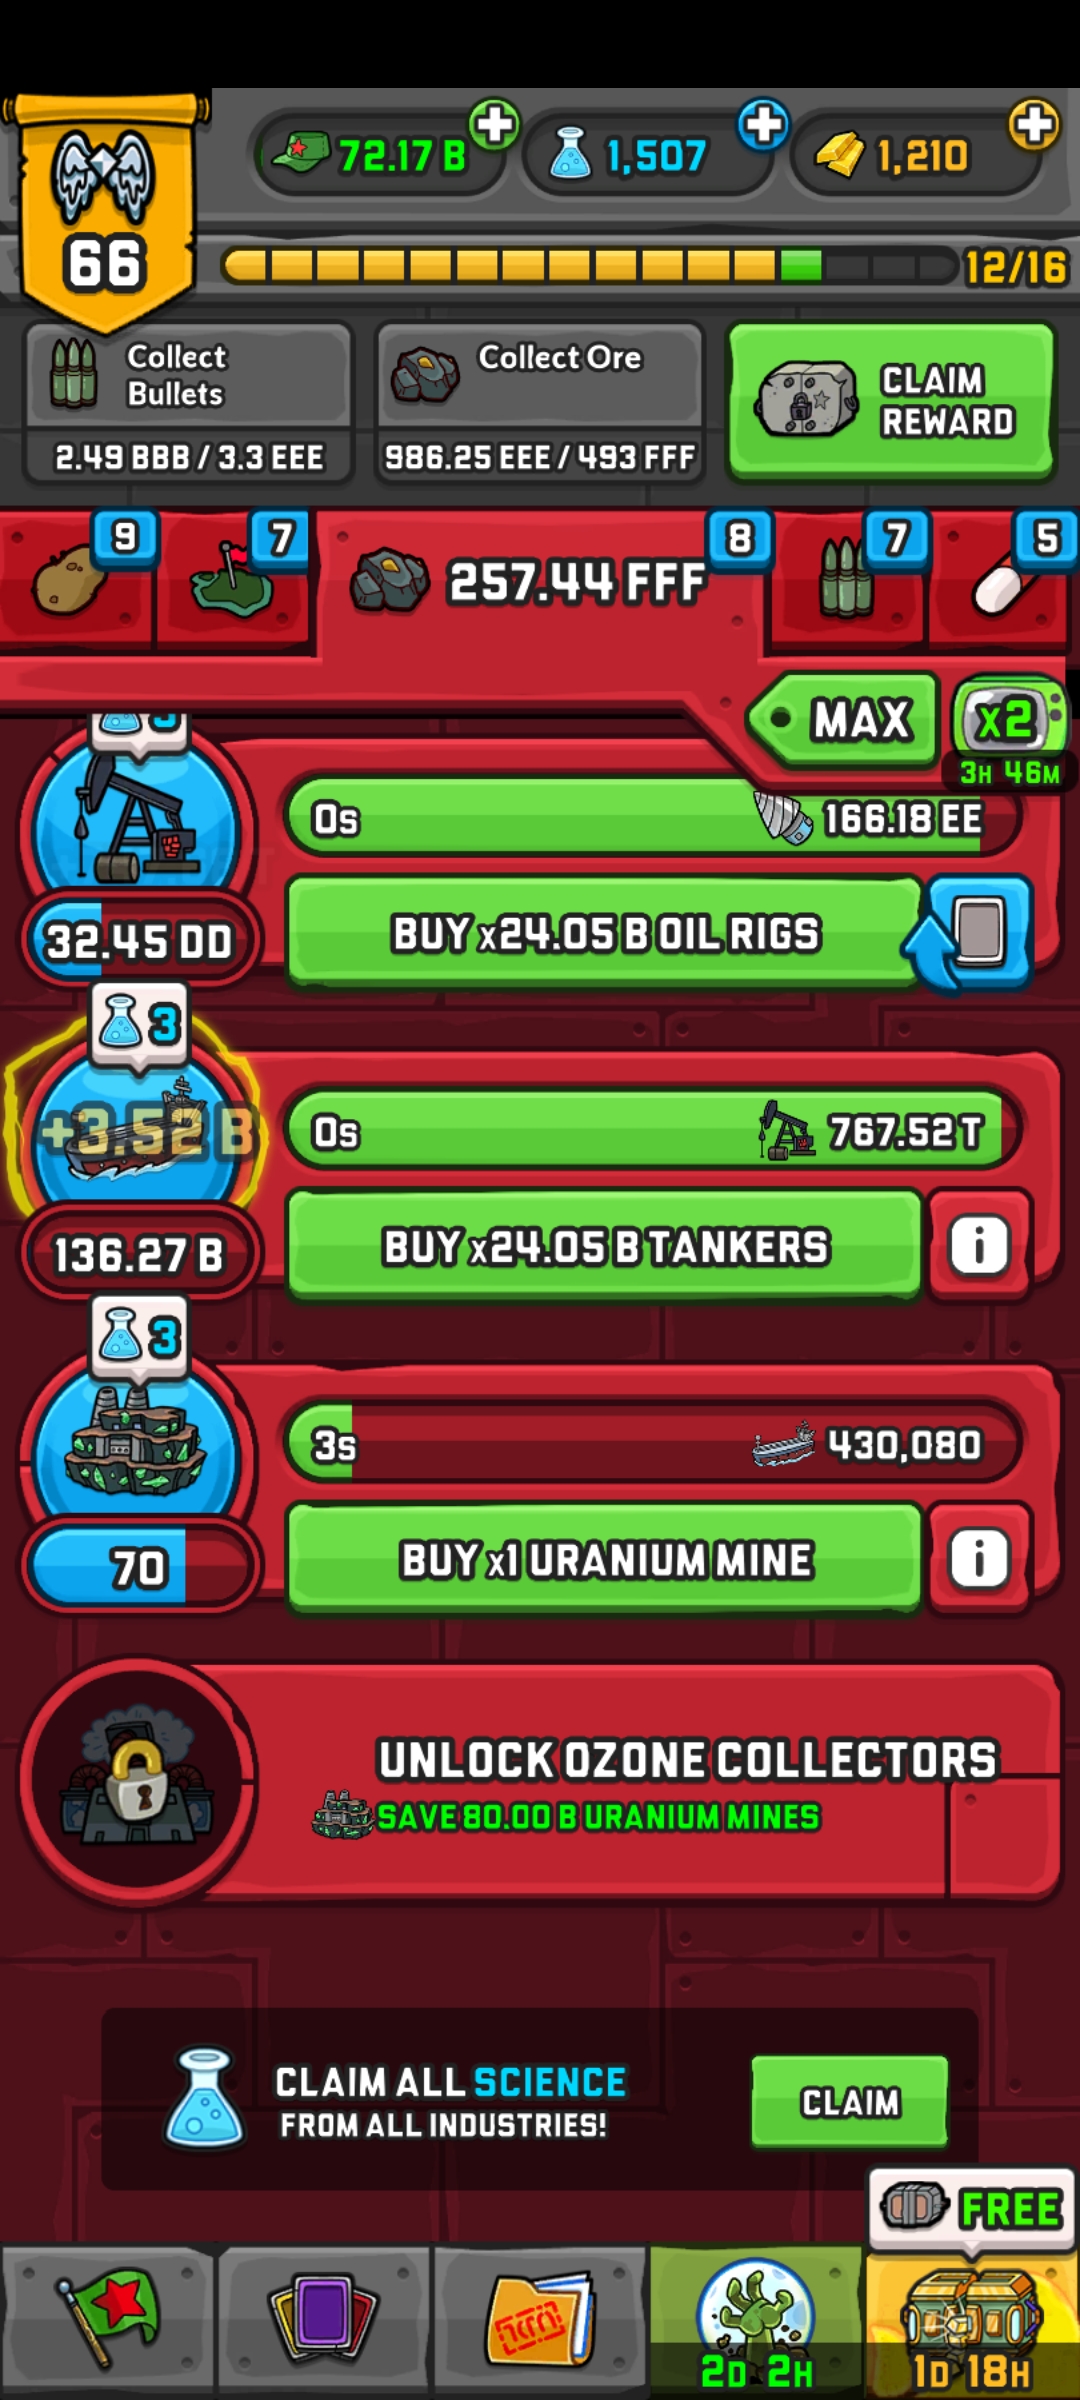 72.17 B
1,507
1,210
66
12/16
Collect
Bullets
2.49 BBB / 3.3 EEE
Collect Ore
986.25 EEE / 493 FFF
CLAIM
REWARD
9
7
257.44 FFF
8
7
5
MAX
x2
3H 46M
3
0s
166.18 EE
32.45 DD
BUY x24.05 B OIL RIGS
3
+3.52 B
0s
767.52 T
136.27 B
BUY x24.05 B TANKERS
i
3
3s
430,080
70
BUY x1 URANIUM MINE
i
UNLOCK OZONE COLLECTORS
SAVE 80.00 B URANIUM MINES
CLAIM ALL SCIENCE
FROM ALL INDUSTRIES!
CLAIM
FREE
2D 2H
1D 18H